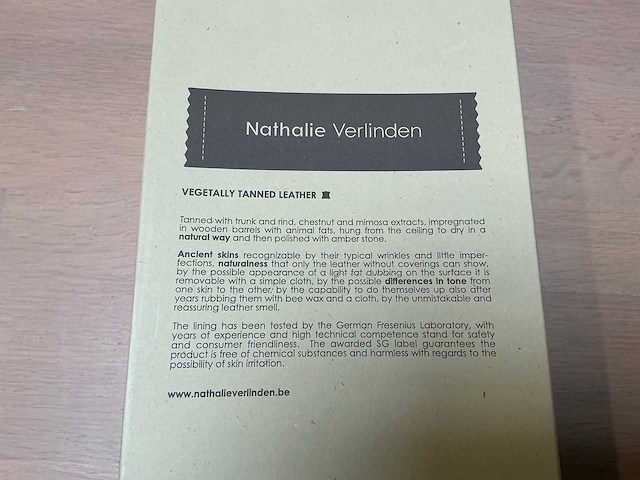 Nathalie Verlinden
VEGETALLY TANNED LEATHER
Tanned with trunk and rind, chestnut and mimosa extracts, impregnated
in wooden barrels with animal fats, hung from the ceiling to dry in a
natural way and then polished with amber stone.
Ancient skins recognizable by their typical wrinkles and little imper-
fections, naturalness that only the leather without coverings can show,
by the possible appearance of a light fat dubbing on the surface it is
removable with a simple cloth, by the possible differences in tone from
one skin to the other; by the capability to do themselves up also after
years rubbing them with bee wax and a cloth, by the unmistakable and
reassuring leather smell.
The lining has been tested by the German Fresenius Laboratory, with
years of experience and high technical competence stand for safety
and consumer friendliness. The awarded SG label guarantees the
product is free of chemical substances and harmless with regards to the
possibility of skin irritation.
www.nathalieverlinden.be